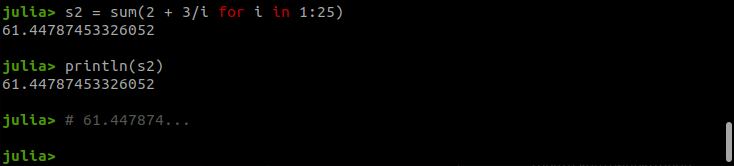 julia> s2 = sum(2 + 3/i for i in 1:25)
61.44787453326052
julia> println(s2)
61.44787453326052
julia> # 61.447874...
julia>